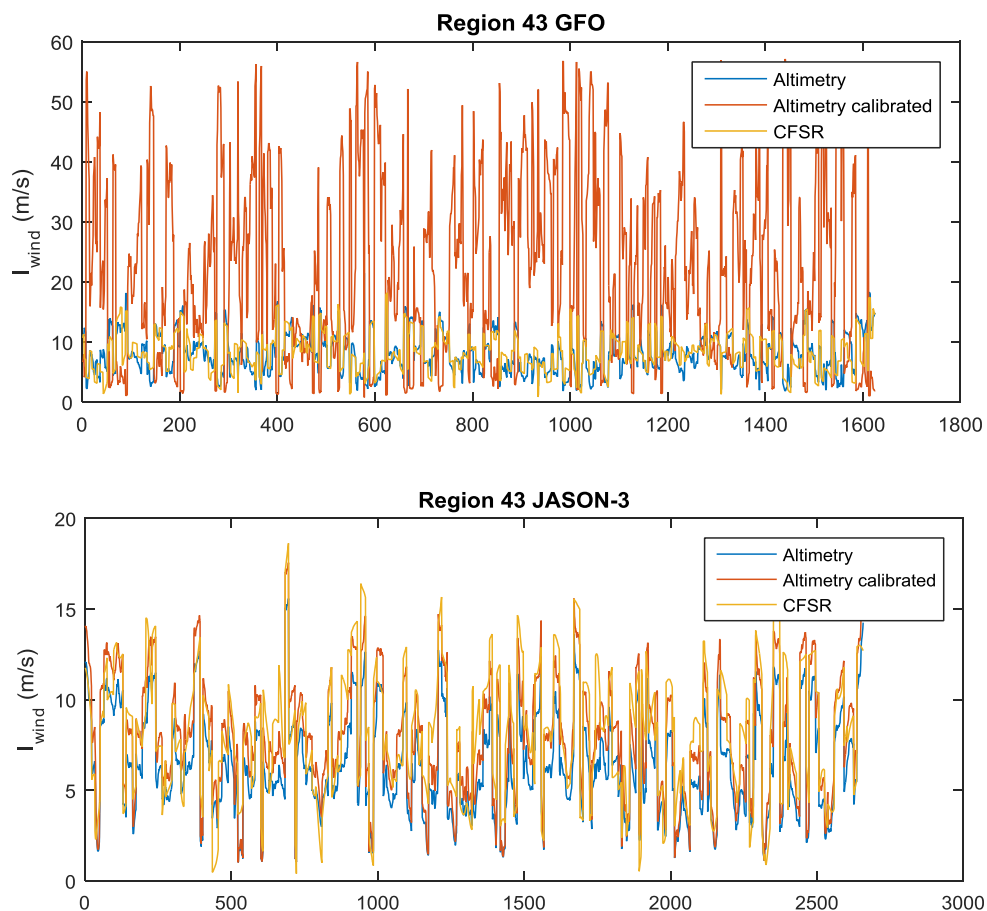 Region 43 GFO
60
50
40
30
20
10
0
I wind (m/s)
Altimetry
Altimetry calibrated
CFSR
0 200 400 600 800 1000 1200 1400 1600 1800
Region 43 JASON-3
20
15
10
5
0
I wind (m/s)
Altimetry
Altimetry calibrated
CFSR
0 500 1000 1500 2000 2500 3000